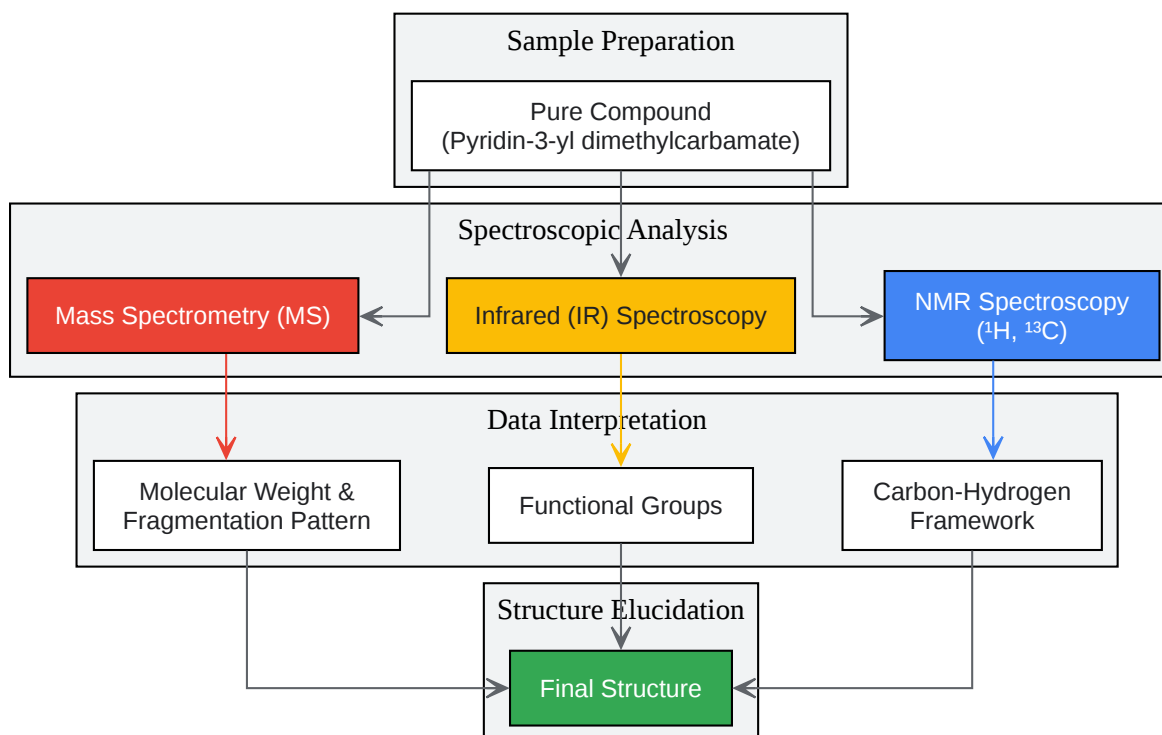 Sample Preparation
Pure Compound
(Pyridin-3-yl dimethylcarbamate)
Spectroscopic Analysis
Mass Spectrometry (MS)
Infrared (IR) Spectroscopy
NMR Spectroscopy
(¹H, ¹³C)
Data Interpretation
Molecular Weight &
Fragmentation Pattern
Functional Groups
Carbon-Hydrogen
Framework
Structure Elucidation
Final Structure